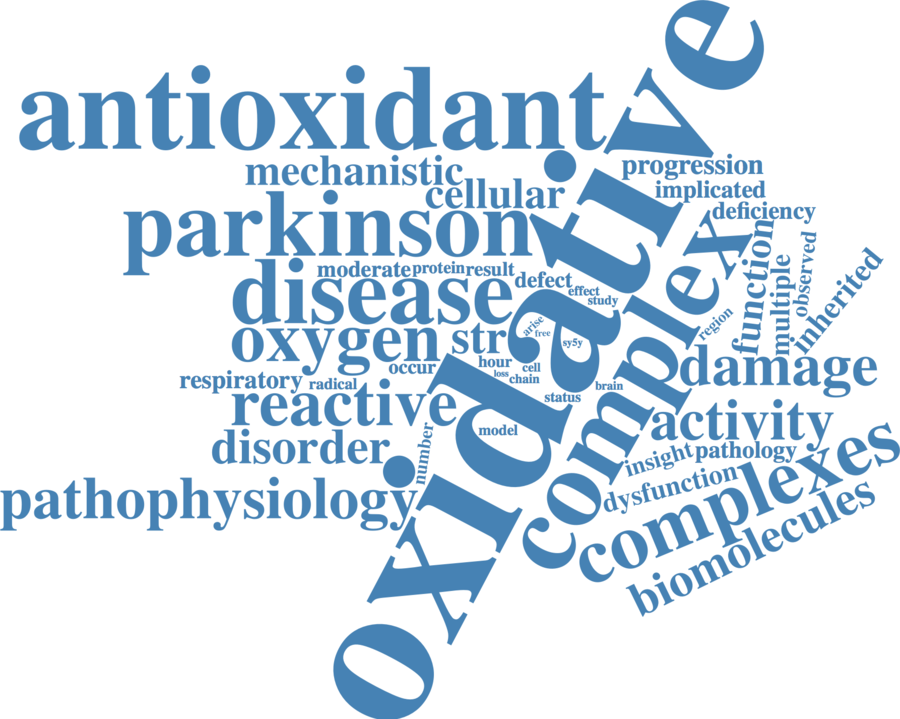 oxidative
antioxidant
mechanistic
cellular
progression
implicated
deficiency
parkinson
complex
function
multiple
observed
inherited
disease
moderate
protein
result
defect
effect
study
oxygen
str
arise
free
sy5y
region
occur
hour
cell
loss
chain
respiratory
radical
status
brain
damage
reactive
activity
disorder
number
model
insight
pathology
pathophysiology
dysfunction
complexes
biomolecules